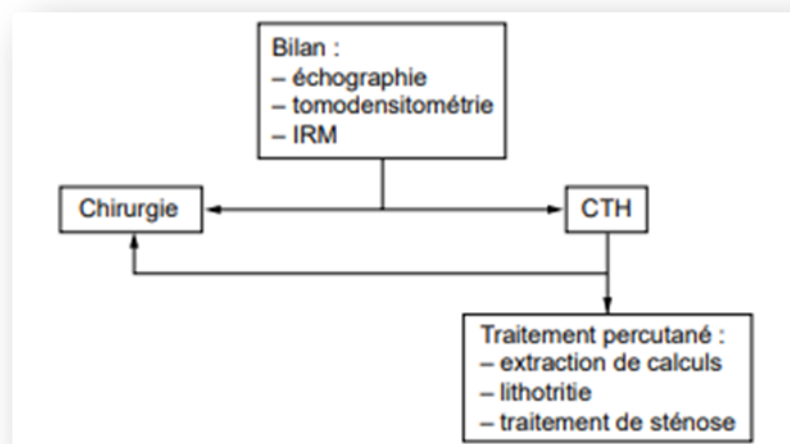 Bilan :
– échographie
– tomodensitométrie
– IRM
Chirurgie
CTH
Traitement percutané :
– extraction de calculs
– lithotritie
– traitement de sténose